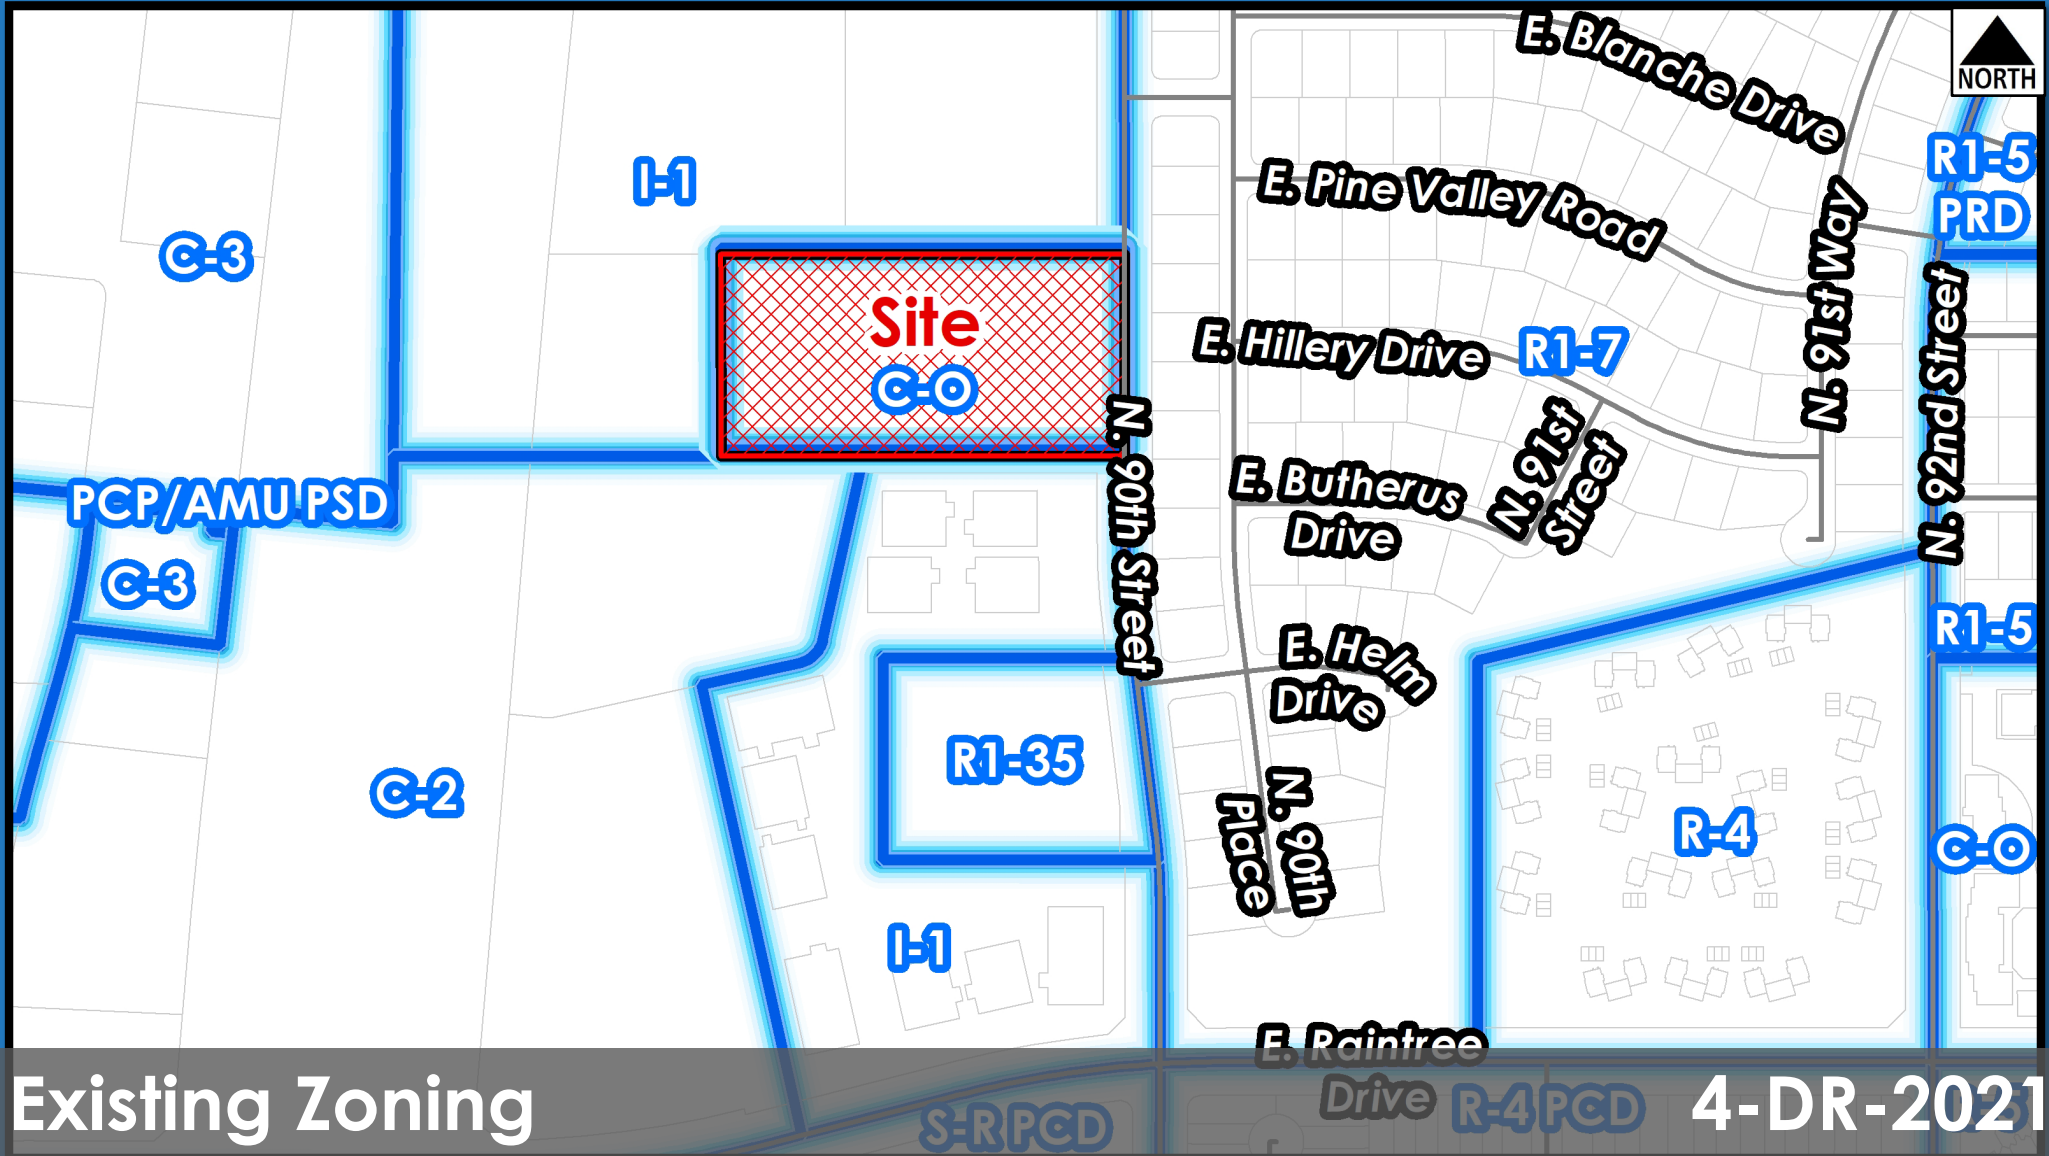 E. Blanche Drive
NORTH
R1-5
PRD
I-1
E. Pine Valley Road
N. 91st Way
C-3
Site
C-O
E. Hillery Drive
R1-7
N. 92nd Street
N. 90th Street
N. 91st
Street
E. Butherus
Drive
PCP/AMU PSD
C-3
R1-5
E. Helm
Drive
R1-35
C-2
N. 90th
Place
R-4
C-O
I-1
E. Raintree
Drive
R-4 PCD
S-R PCD
Existing Zoning
4-DR-2021